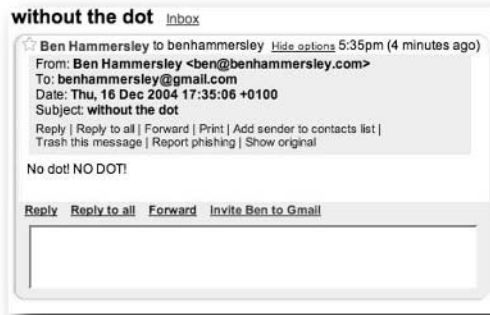 without the dot Inbox
Ben Hammersley to benhammersley Hide options 5:35pm (4 minutes ago)
From: Ben Hammersley <ben@benhammersley.com>
To: benhammersley@gmail.com
Date: Thu, 16 Dec 2004 17:35:06 +0100
Subject: without the dot
Reply | Reply to all | Forward | Print | Add sender to contacts list |
Trash this message | Report phishing | Show original
No dot! NO DOT!
Reply Reply to all Forward Invite Ben to Gmail